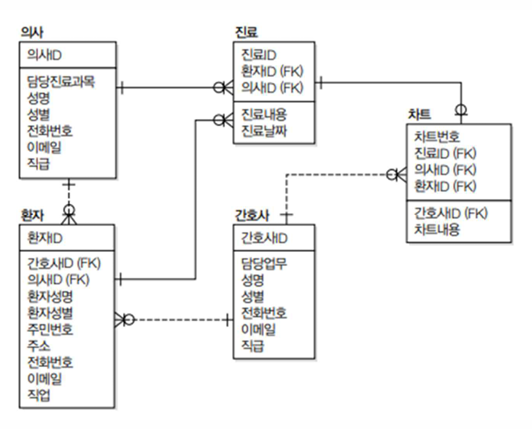 의사
의사ID
담당진료과목
성명
성별
전화번호
이메일
직급
진료
진료ID
환자ID (FK)
의사ID (FK)
진료내용
진료날짜
차트
차트번호
진료ID (FK)
의사ID (FK)
환자ID (FK)
간호사ID (FK)
차트내용
환자
환자ID
간호사ID (FK)
의사ID (FK)
환자성명
환자성별
주민번호
주소
전화번호
이메일
직업
간호사
간호사ID
담당업무
성명
성별
전화번호
이메일
직급